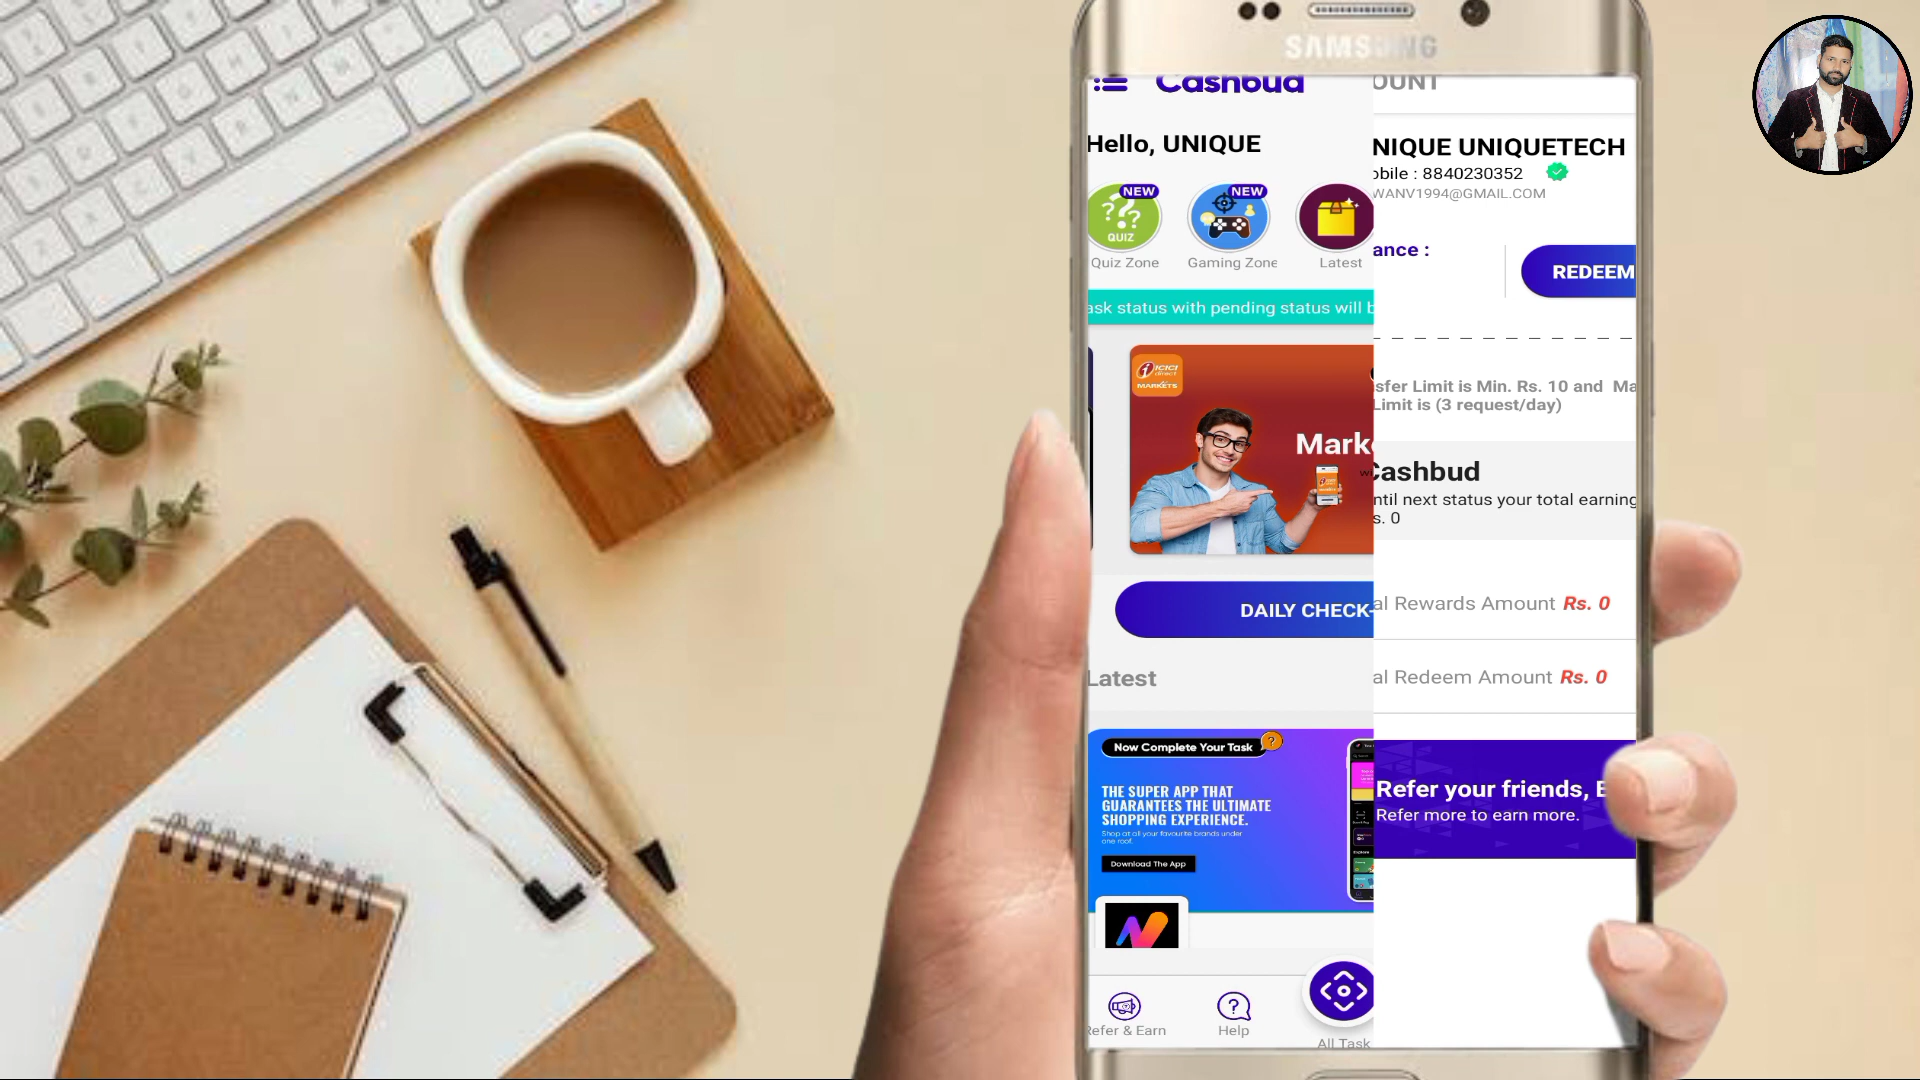 SAMSUNG
Cashbud
Hello, UNIQUE
NEW
NEW
QUIZ
Quiz Zone
Gaming Zone
Latest
ask status with pending status will b
ICICI
direct
MARKETS
Mark
DAILY CHECK-
Latest
Now Complete Your Task
?
THE SUPER APP THAT
GUARANTEES THE ULTIMATE
SHOPPING EXPERIENCE.
Shop at all your favourite brands under
one roof.
Download The App
Refer & Earn
Help
All Task
OUNT
NIQUE UNIQUETECH
obile : 8840230352
WANV1994@GMAIL.COM
ance :
REDEEM
sfer Limit is Min. Rs. 10 and Ma
Limit is (3 request/day)
Cashbud
ntil next status your total earning
s. 0
al Rewards Amount Rs. 0
al Redeem Amount Rs. 0
Refer your friends, E
Refer more to earn more.